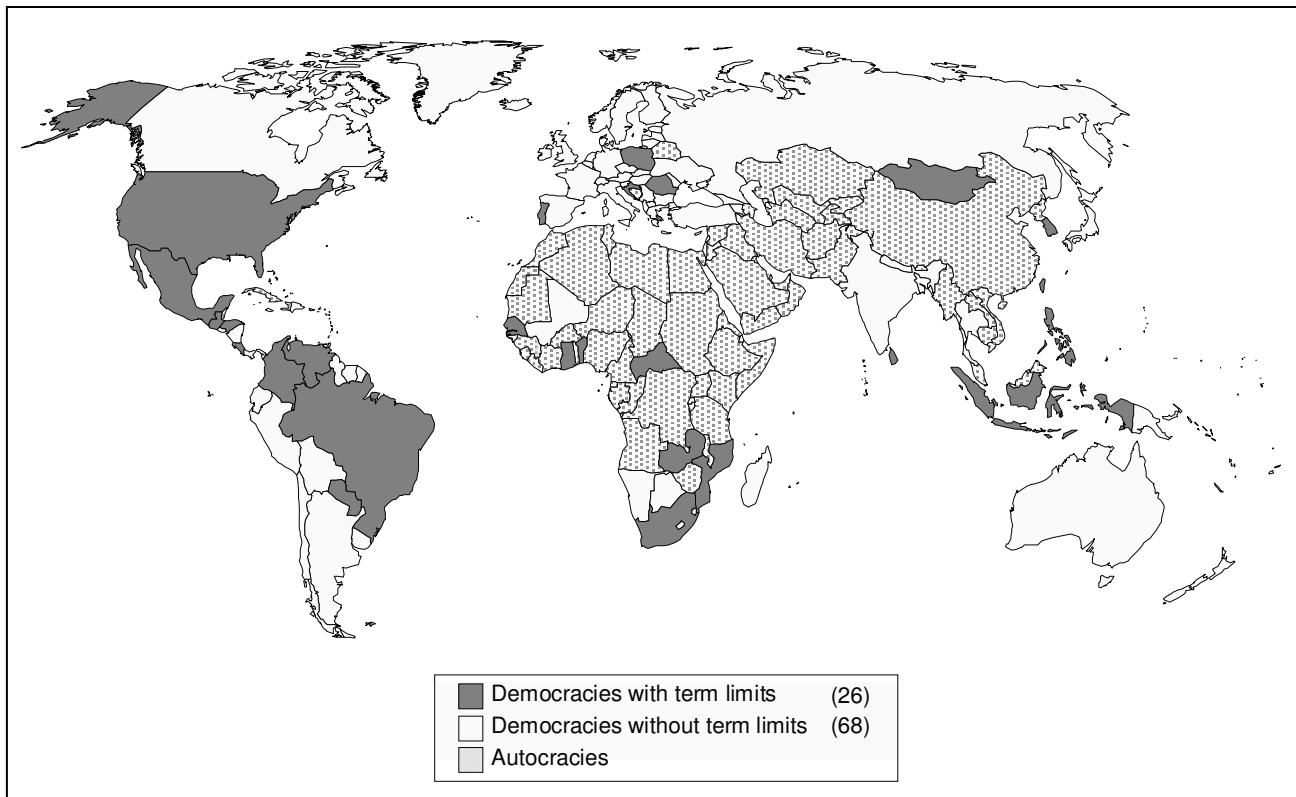 Democracies with term limits (26)
Democracies without term limits (68)
Autocracies